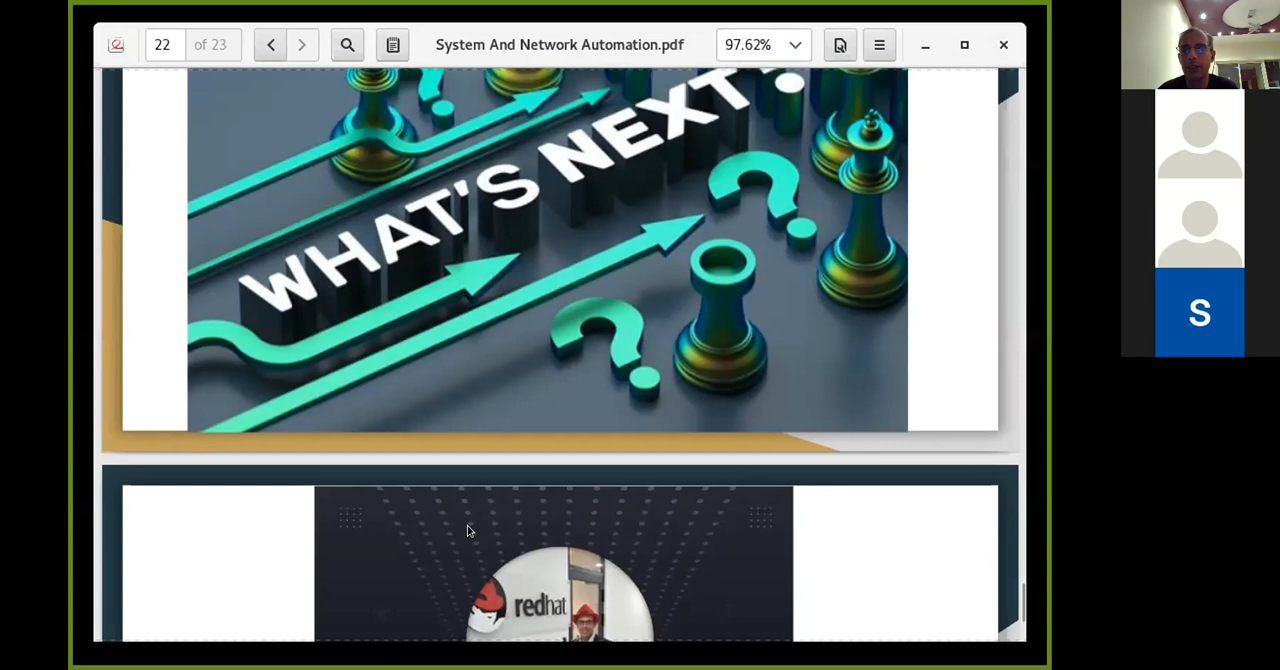 22 of 23
System And Network Automation.pdf
97.62%
WHAT'S NEXT?
redhat
S